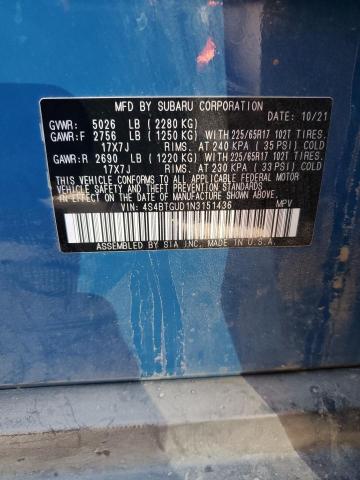 MFD BY SUBARU CORPORATION DATE: 10/21
GVWR: 5026 LB (2280 KG)
GAWR:F 2756 LB (1250 KG) WITH 225/65R17 102T TIRES.
17X7J RIMS. AT 240 KPA (35 PSI) COLD
GAWR:R 2690 LB (1220 KG) WITH 225/65R17 102T TIRES.
17X7J RIMS. AT 230 KPA (33 PSI) COLD
THIS VEHICLE CONFORMS TO ALL APPLICABLE FEDERAL MOTOR
VEHICLE SAFETY AND THEFT PREVENTION STANDARDS
IN EFFECT ON THE DATE OF MANUFACTURE SHOWN ABOVE.
VIN: 4S4BTGUD1N3151436 MPV
ASSEMBLED BY SIA INC. IN U.S.A.